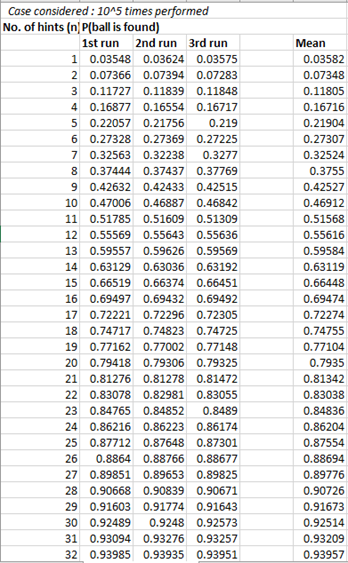 Case considered : 10^5 times performed
No. of hints (n) P(ball is found)
1st run 2nd run 3rd run Mean
1 0.03548 0.03624 0.03575 0.03582
2 0.07366 0.07394 0.07283 0.07348
3 0.11727 0.11839 0.11848 0.11805
4 0.16877 0.16554 0.16717 0.16716
5 0.22057 0.21756 0.219 0.21904
6 0.27328 0.27369 0.27225 0.27307
7 0.32563 0.32238 0.3277 0.32524
8 0.37444 0.37437 0.37769 0.3755
9 0.42632 0.42433 0.42515 0.42527
10 0.47006 0.46887 0.46842 0.46912
11 0.51785 0.51609 0.51309 0.51568
12 0.55569 0.55643 0.55636 0.55616
13 0.59557 0.59626 0.59569 0.59584
14 0.63129 0.63036 0.63192 0.63119
15 0.66519 0.66374 0.66451 0.66448
16 0.69497 0.69432 0.69492 0.69474
17 0.72221 0.72296 0.72305 0.72274
18 0.74717 0.74823 0.74725 0.74755
19 0.77162 0.77002 0.77148 0.77104
20 0.79418 0.79306 0.79325 0.7935
21 0.81276 0.81278 0.81472 0.81342
22 0.83078 0.82981 0.83055 0.83038
23 0.84765 0.84852 0.8489 0.84836
24 0.86216 0.86223 0.86174 0.86204
25 0.87712 0.87648 0.87301 0.87554
26 0.8864 0.88766 0.88677 0.88694
27 0.89851 0.89653 0.89825 0.89776
28 0.90668 0.90839 0.90671 0.90726
29 0.91603 0.91774 0.91643 0.91673
30 0.92489 0.9248 0.92573 0.92514
31 0.93094 0.93276 0.93257 0.93209
32 0.93985 0.93935 0.93951 0.93957